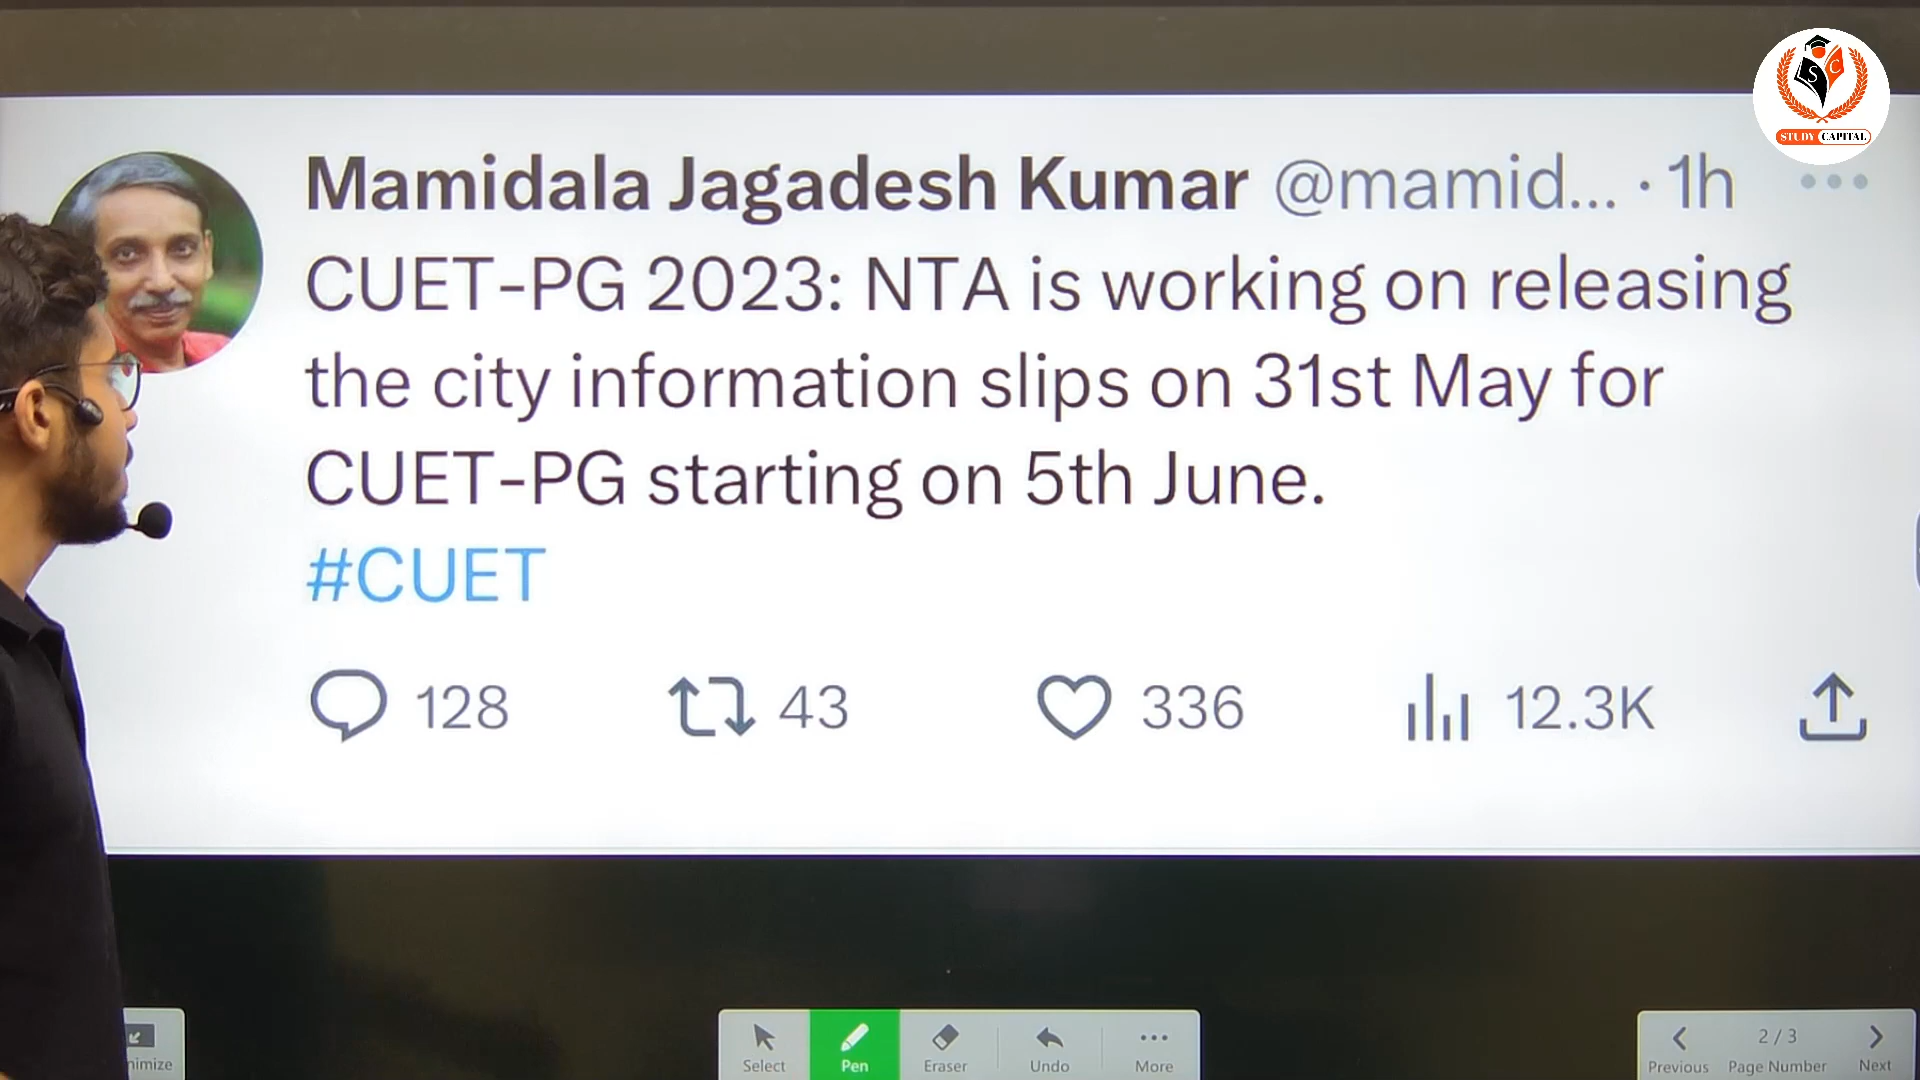 S C
STUDY CAPITAL
Mamidala Jagadesh Kumar @mamid... · 1h
CUET-PG 2023: NTA is working on releasing
the city information slips on 31st May for
CUET-PG starting on 5th June.
#CUET
128 43 336 12.3K
Select Pen Eraser Undo More
2 / 3
Previous Page Number Next